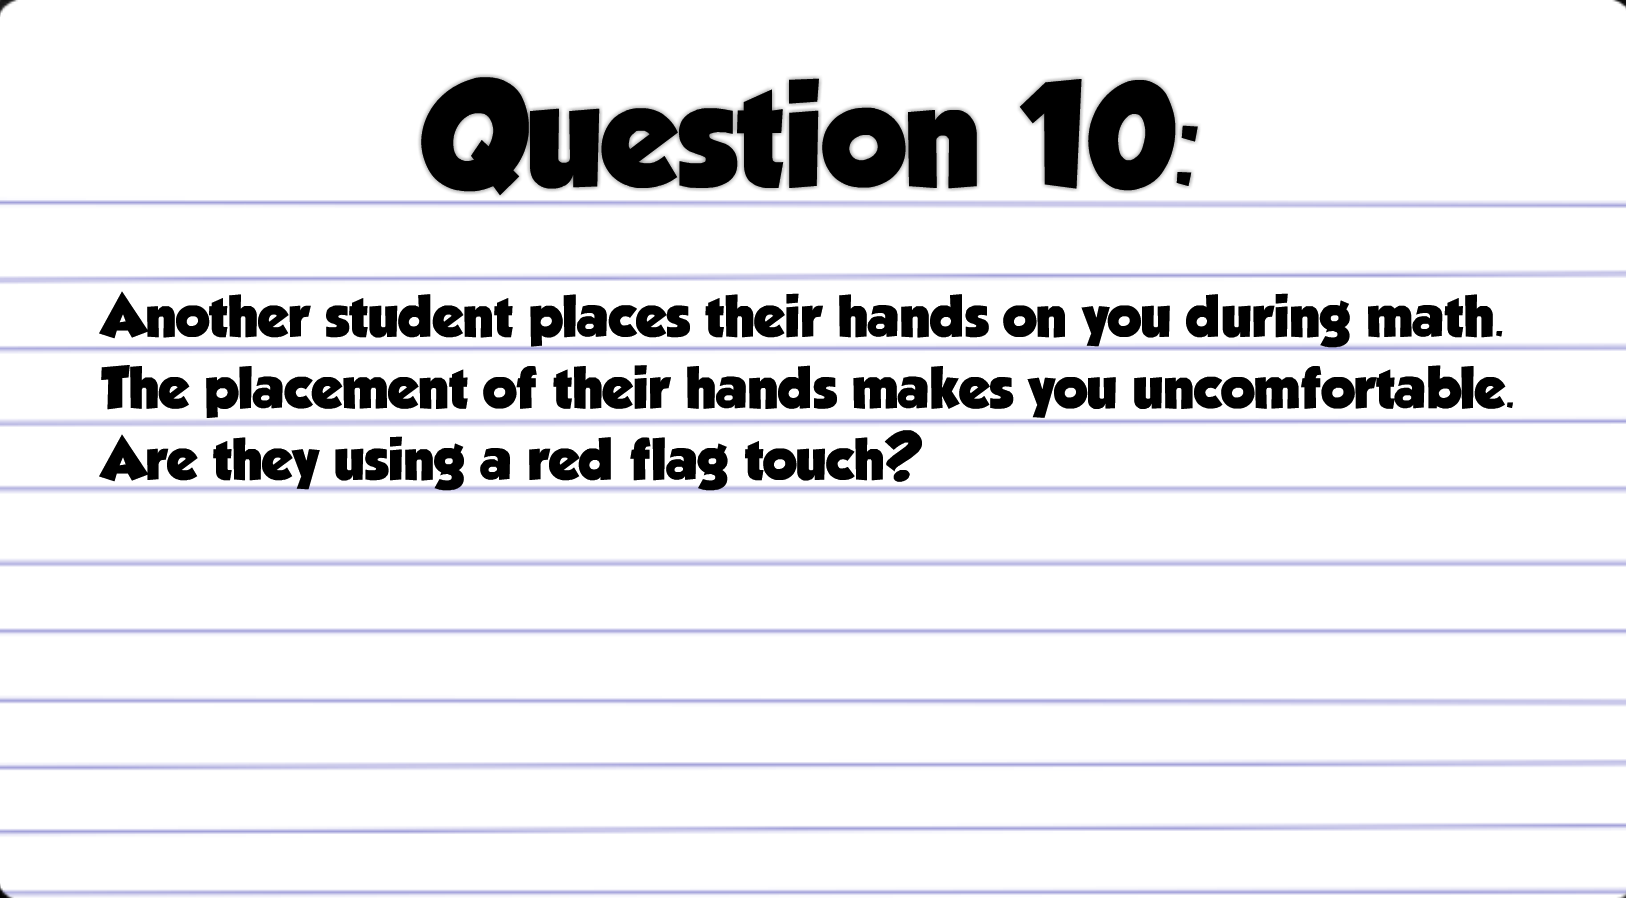 Question 10:
Another student places their hands on you during math.
The placement of their hands makes you uncomfortable.
Are they using a red flag touch?